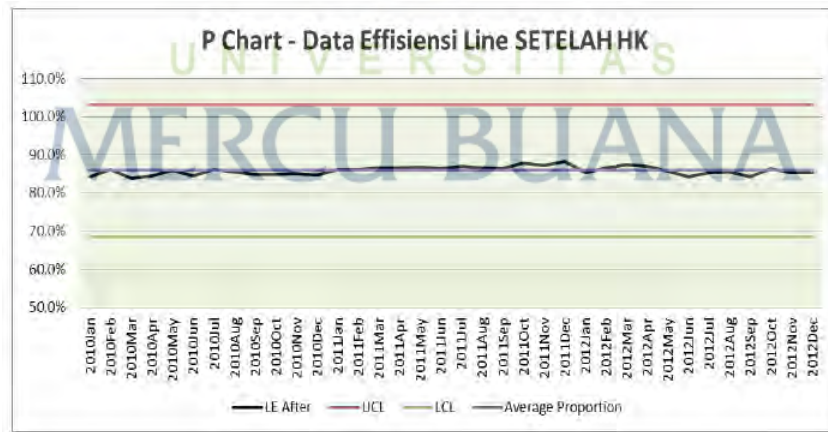 P Chart - Data Effisiensi Line SETELAH HK
UNIVERSITAS
MERCU BUANA
110.0%
100.0%
90.0%
80.0%
70.0%
60.0%
50.0%
2010Jan
2010Feb
2010Mar
2010Apr
2010May
2010Jun
2010Jul
2010Aug
2010Sep
2010Oct
2010Nov
2010Dec
2011Jan
2011Feb
2011Mar
2011Apr
2011May
2011Jun
2011Jul
2011Aug
2011Sep
2011Oct
2011Nov
2011Dec
2012Jan
2012Feb
2012Mar
2012Apr
2012May
2012Jun
2012Jul
2012Aug
2012Sep
2012Oct
2012Nov
2012Dec
LE After
UCL
LCL
Average Proportion